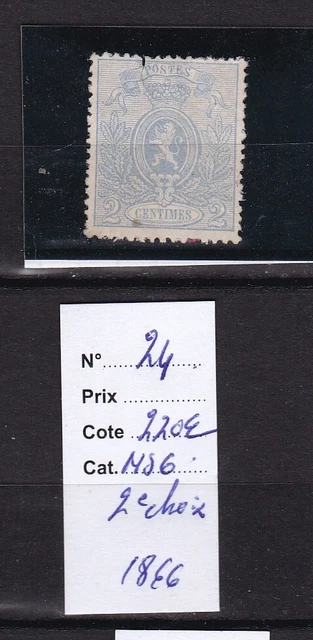 POSTES
2 CENTIMES 2
N° 24
Prix
Cote 220€
Cat. MNG
2e choix
1866